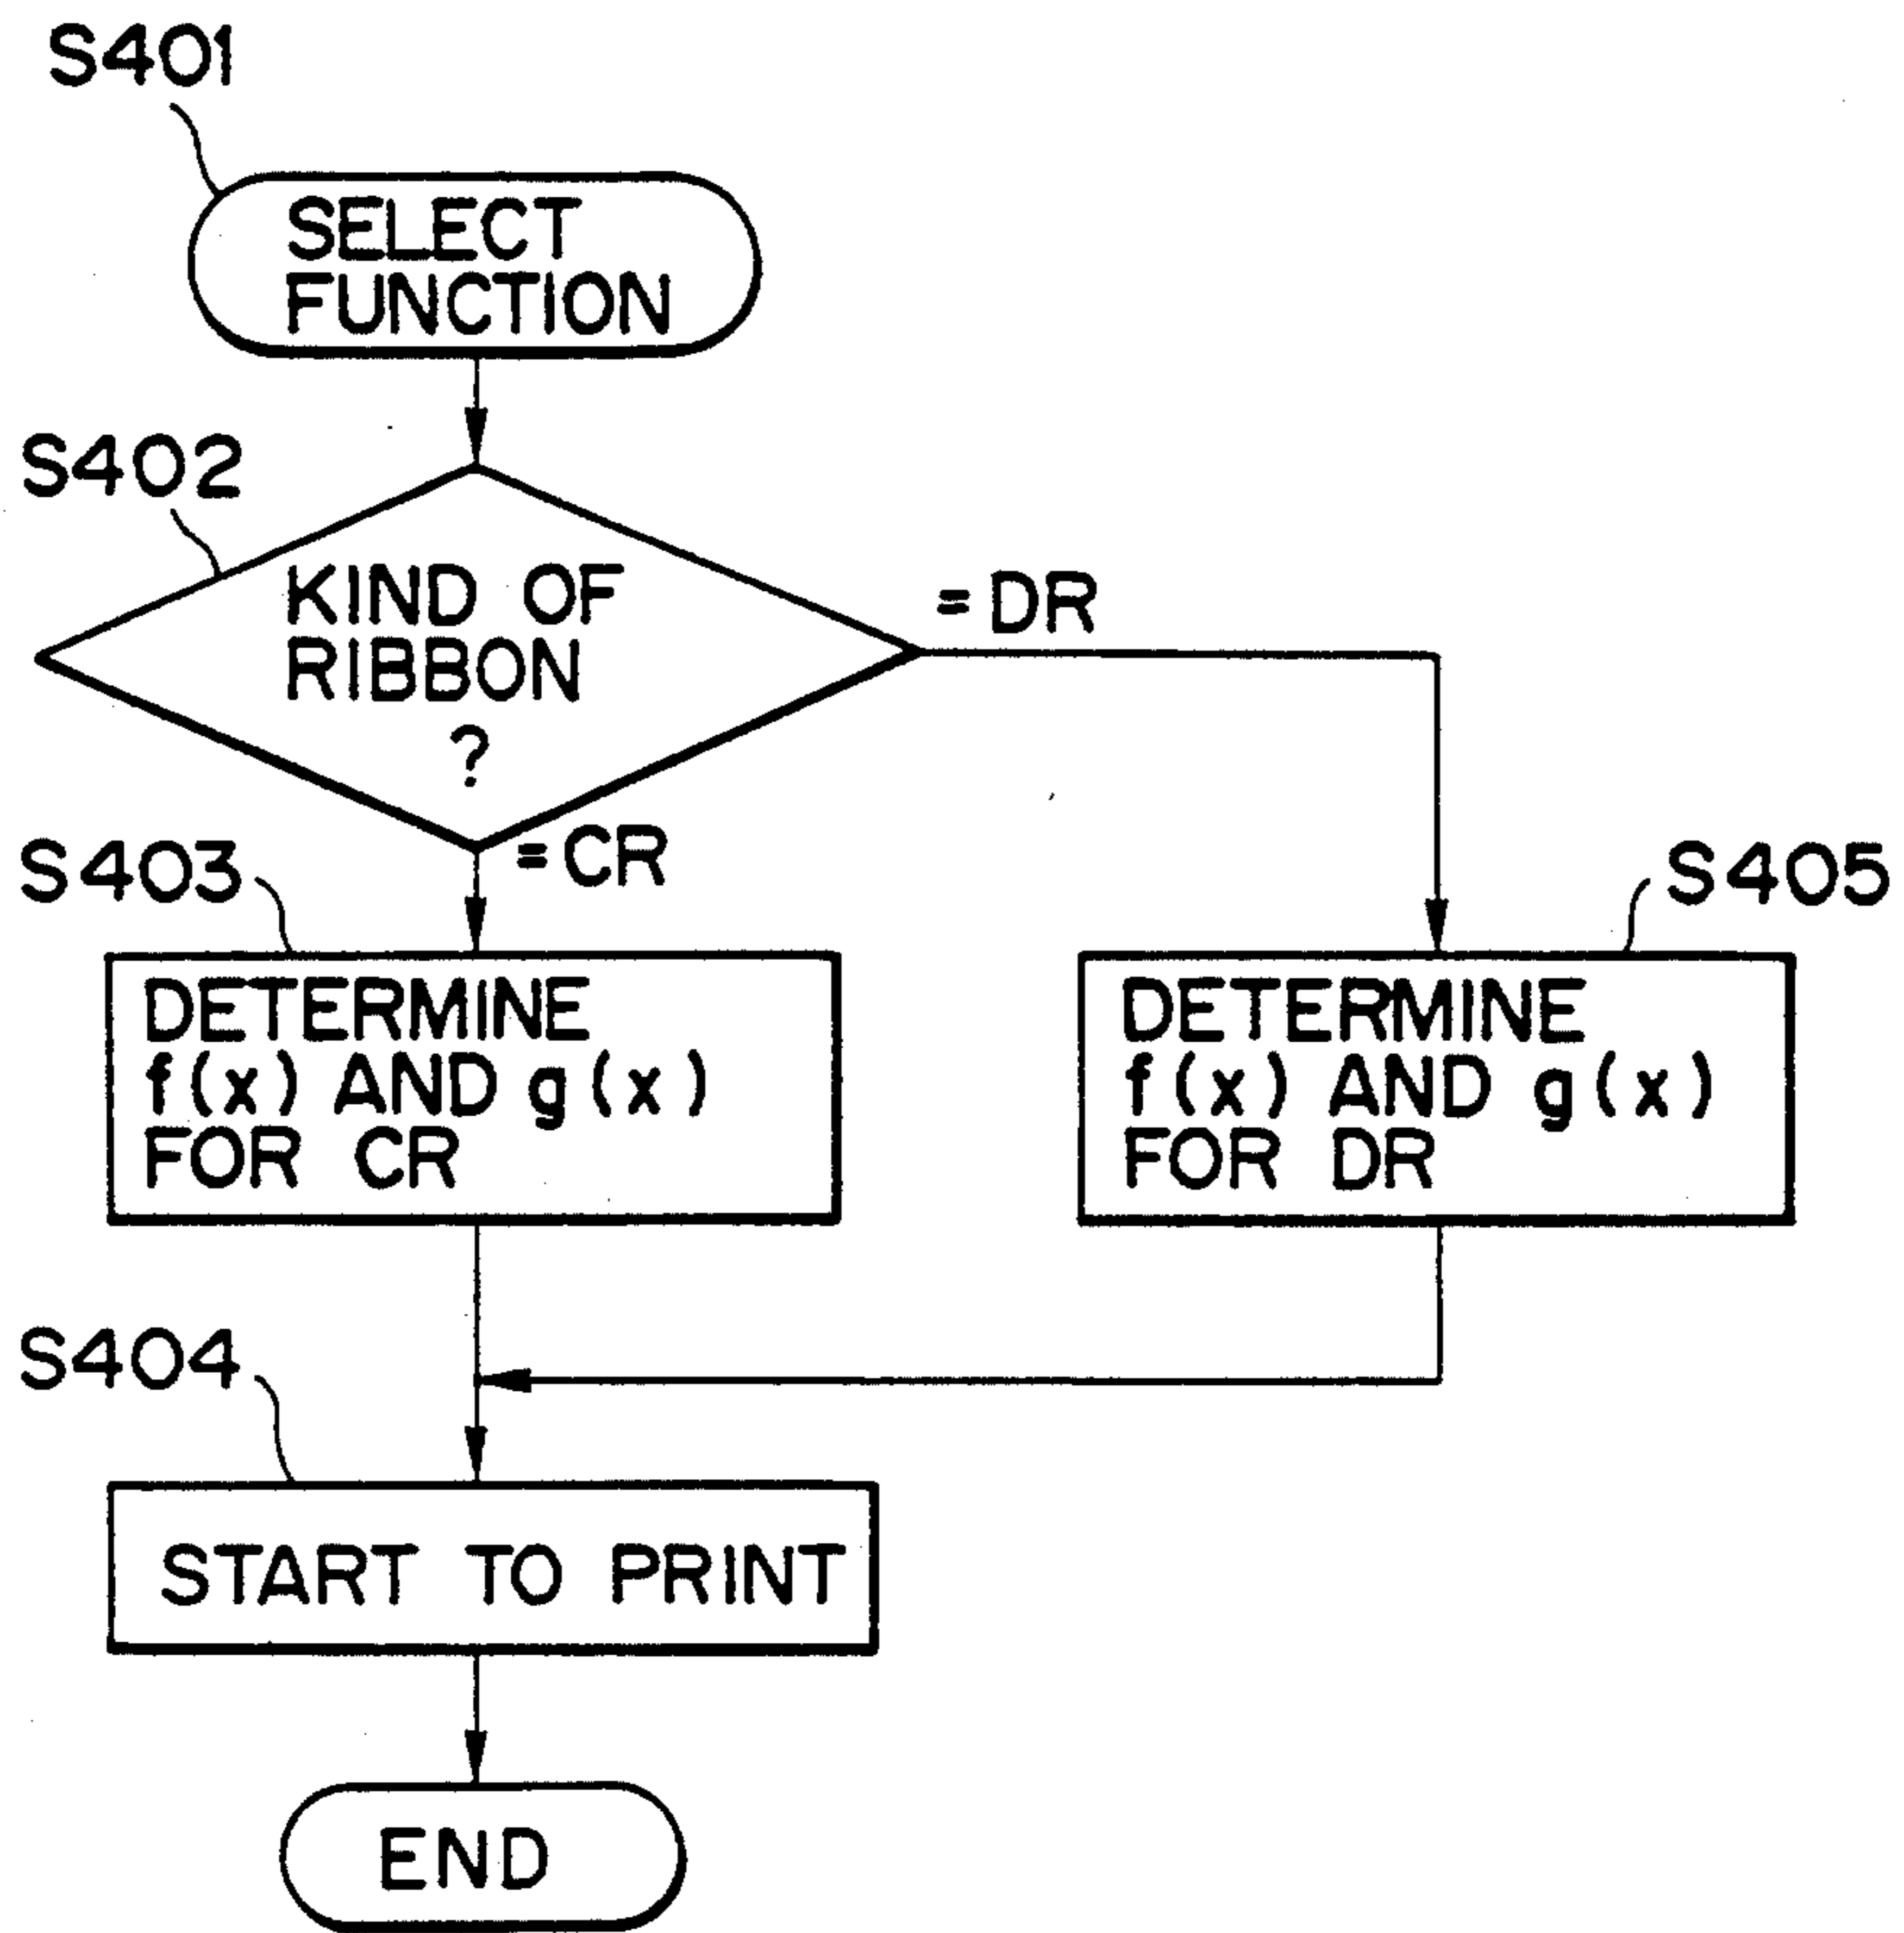 S401
SELECT
FUNCTION
S402
KIND OF
RIBBON
?
=DR
=CR
S403
DETERMINE
f(x) AND g(x)
FOR CR
S405
DETERMINE
f(x) AND g(x)
FOR DR
S404
START TO PRINT
END